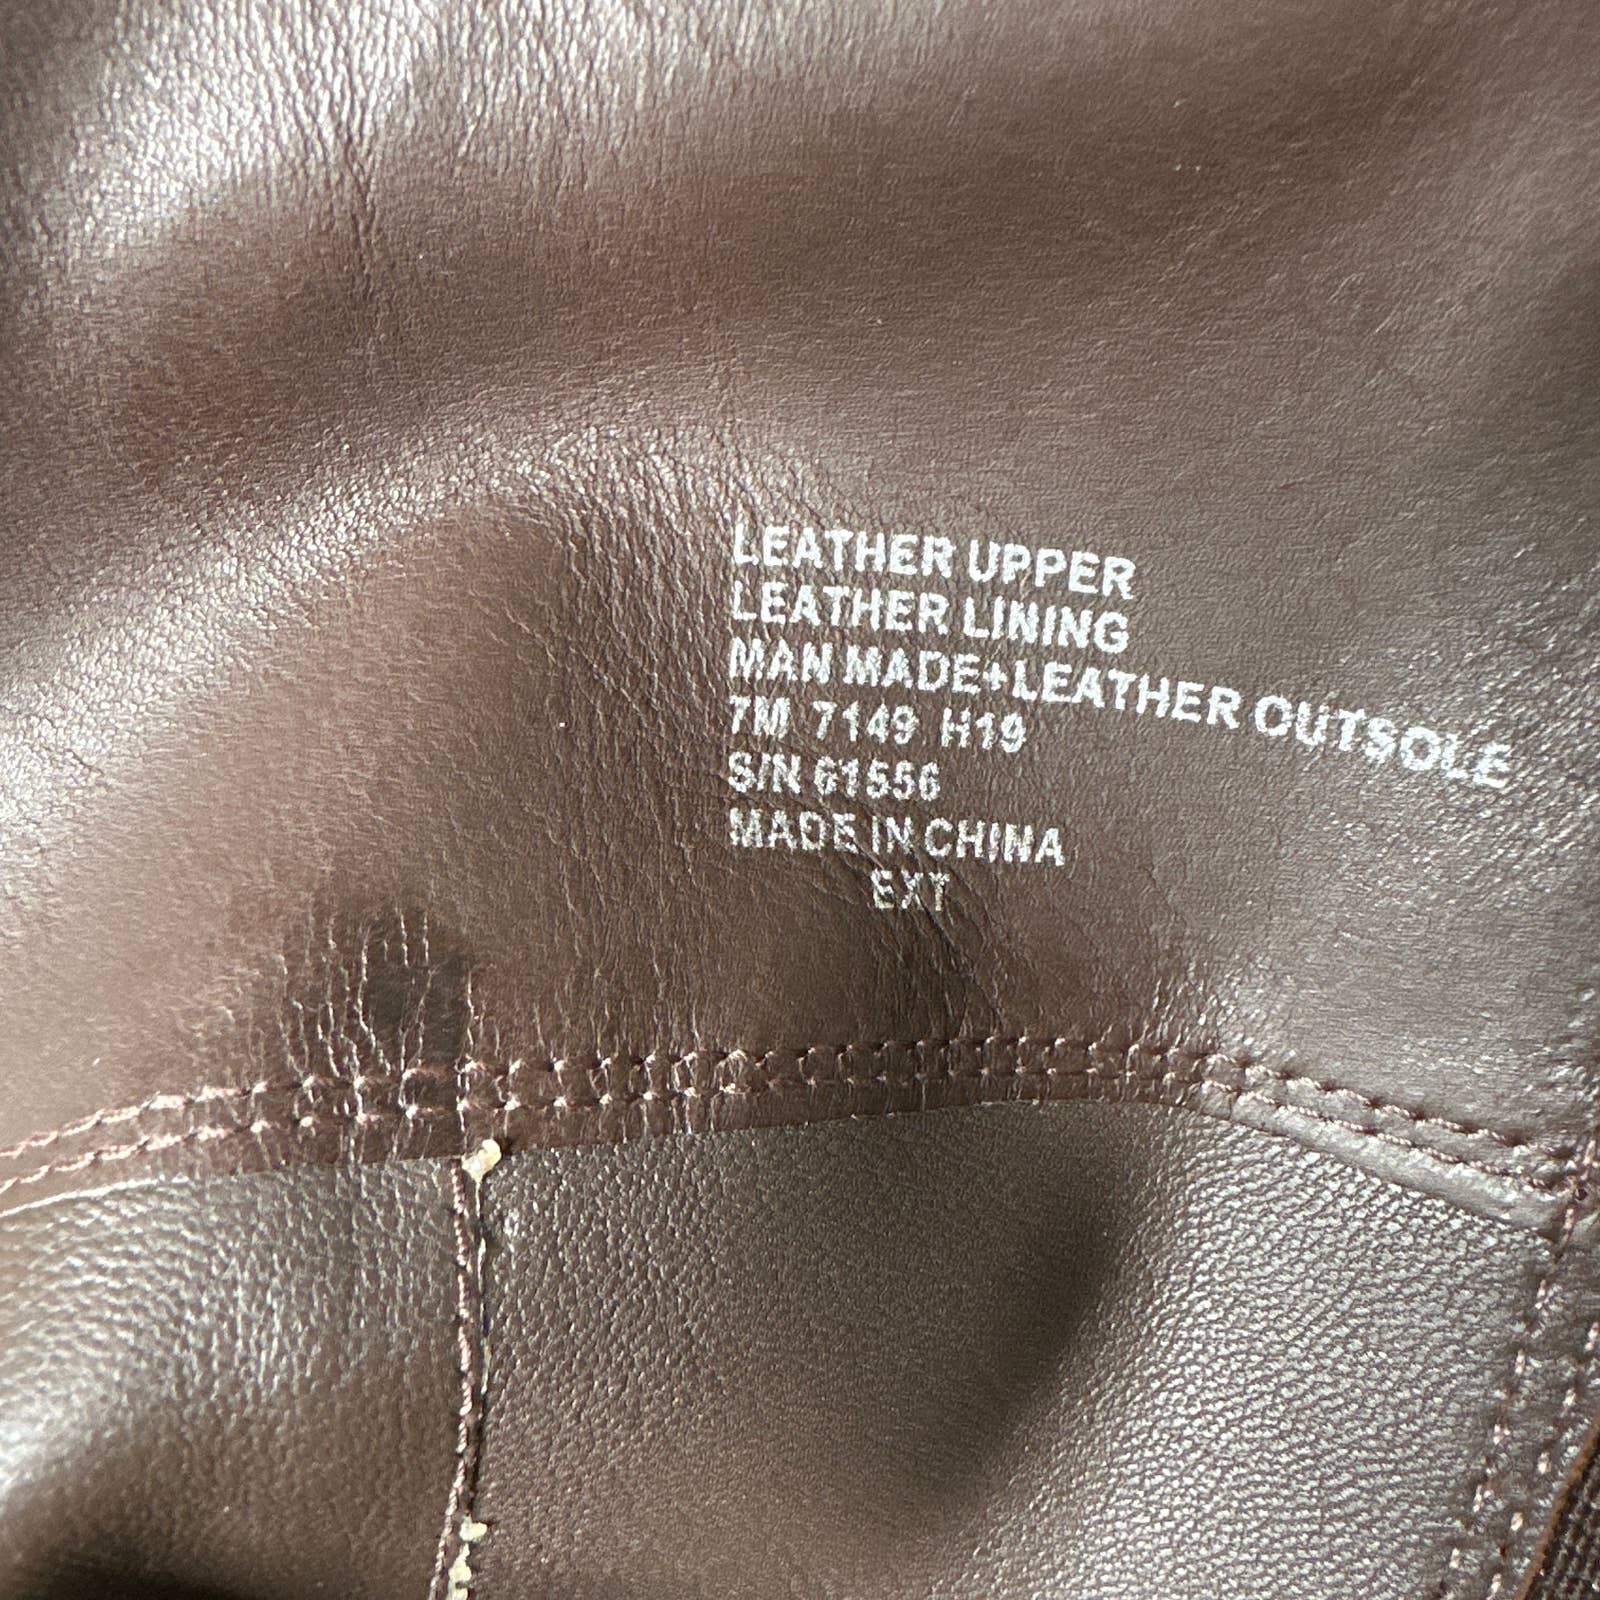 LEATHER UPPER
LEATHER LINING
MAN MADE+LEATHER OUTSOLE
7M 7149 H19
S/N 61556
MADE IN CHINA
EXT